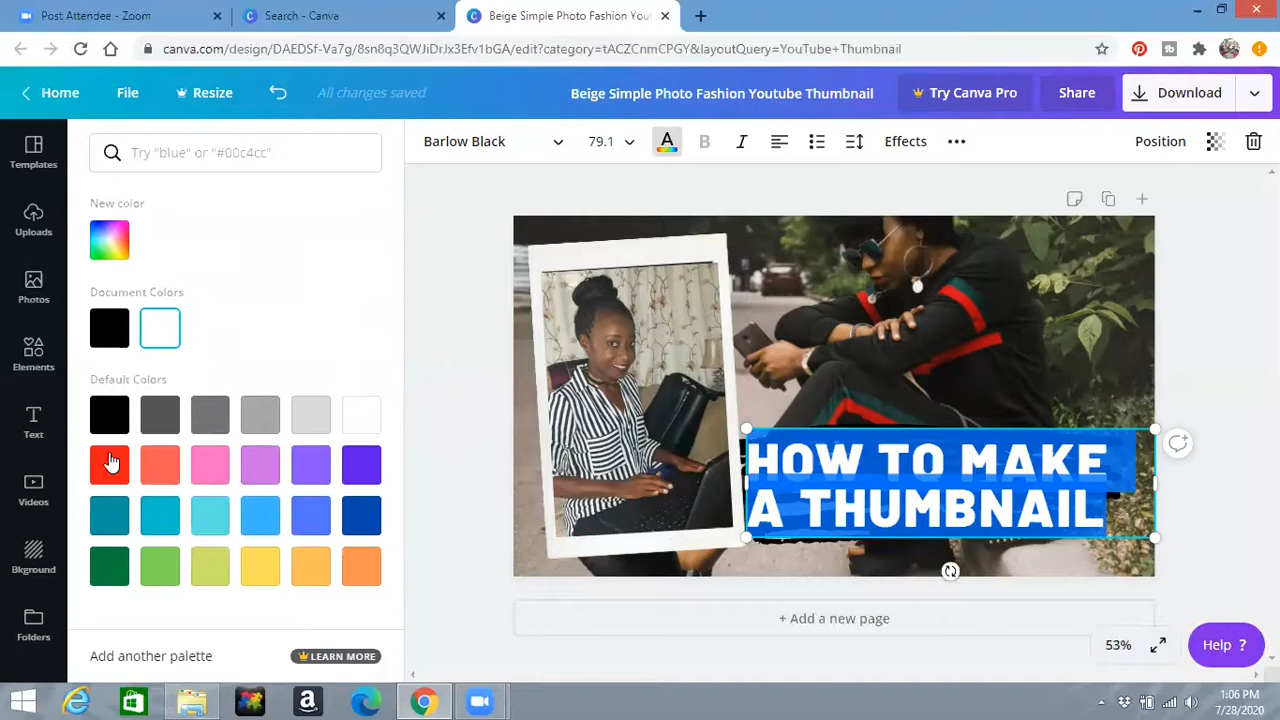 Post Attendee - Zoom
Search - Canva
Beige Simple Photo Fashion You
canva.com/design/DAEDSf-Va7g/8sn8q3QWJiDrJx3Efv1bGA/edit?category=tACZCnmCPGY&layoutQuery=YouTube+Thumbnail
Home
File
Resize
All changes saved
Beige Simple Photo Fashion Youtube Thumbnail
Try Canva Pro
Share
Download
Templates
Uploads
Photos
Elements
Text
Videos
Bkground
Folders
Try "blue" or "#00c4cc"
New color
Document Colors
Default Colors
Add another palette
LEARN MORE
Barlow Black
79.1
A
B
I
Effects
Position
HOW TO MAKE
A THUMBNAIL
+ Add a new page
53%
Help ?
1:06 PM
7/28/2020